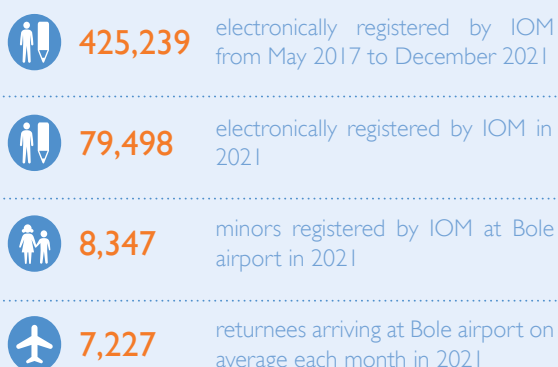 425,239 electronically registered by IOM
from May 2017 to December 2021
79,498 electronically registered by IOM in
2021
8,347 minors registered by IOM at Bole
airport in 2021
7,227 returnees arriving at Bole airport on
average each month in 2021